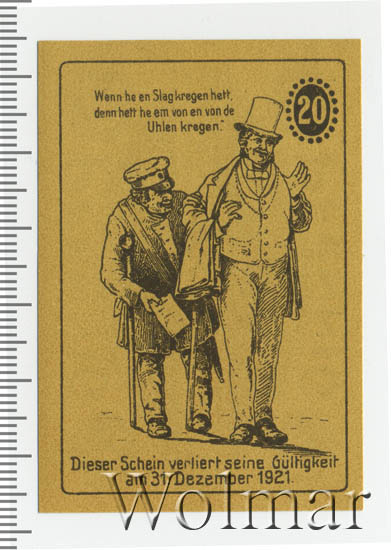 Wenn he en Slag kregen hett,
denn hett he em von en von de
Uhlen kregen."
20
Dieser Schein verliert seine Gültigkeit
am 31. Dezember 1921.
Wolmar